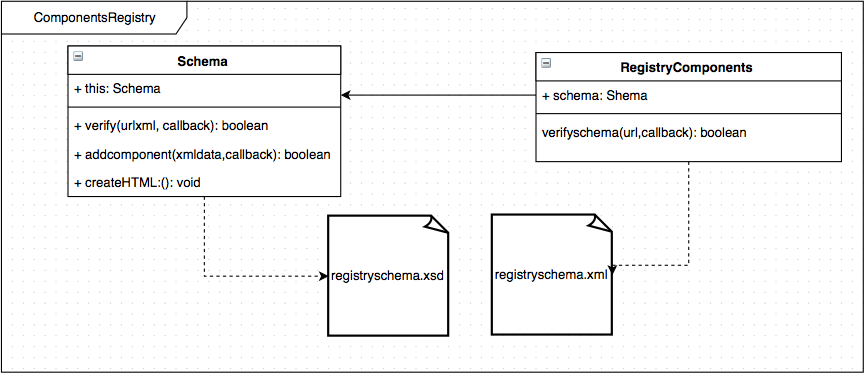 ComponentsRegistry
Schema
+ this: Schema
+ verify(urlxml, callback): boolean
+ addcomponent(xmldata,callback): boolean
+ createHTML:(): void
RegistryComponents
+ schema: Shema
verifyschema(url,callback): boolean
registryschema.xsd
registryschema.xml